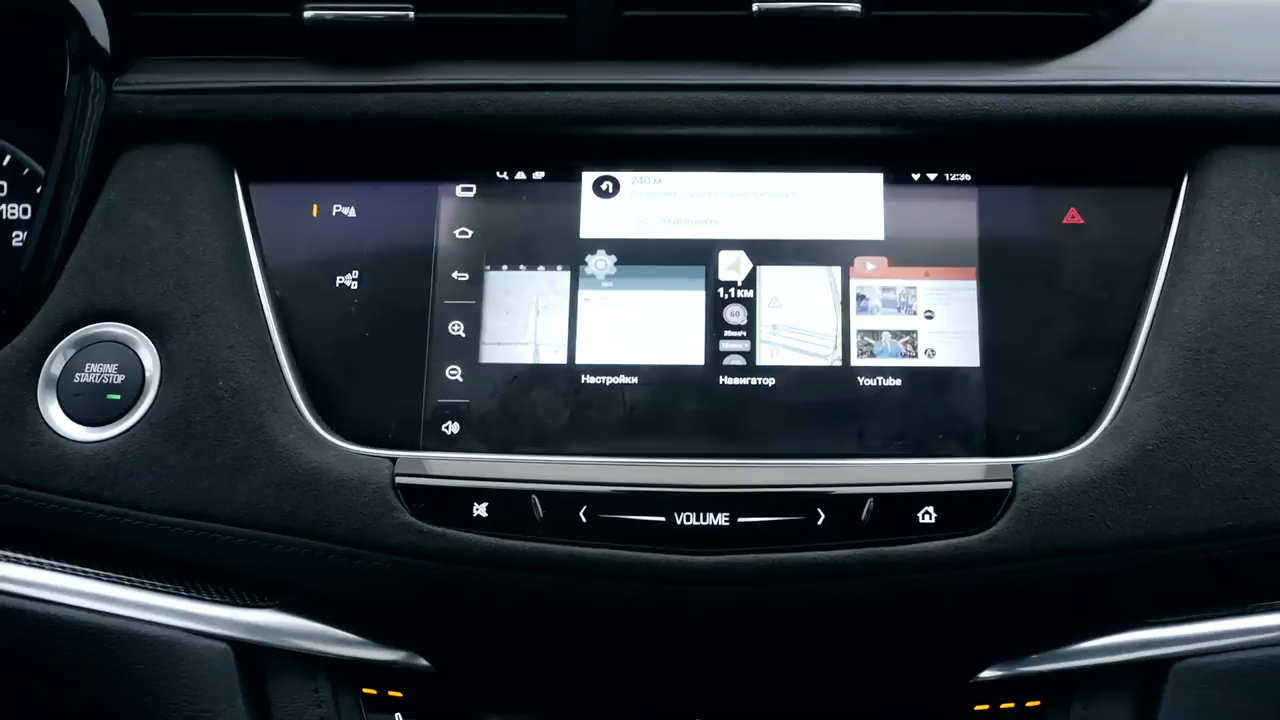 12:36
240 м
180
1,1 КМ
60
Настройки
Навигатор
YouTube
ENGINE
START/STOP
VOLUME